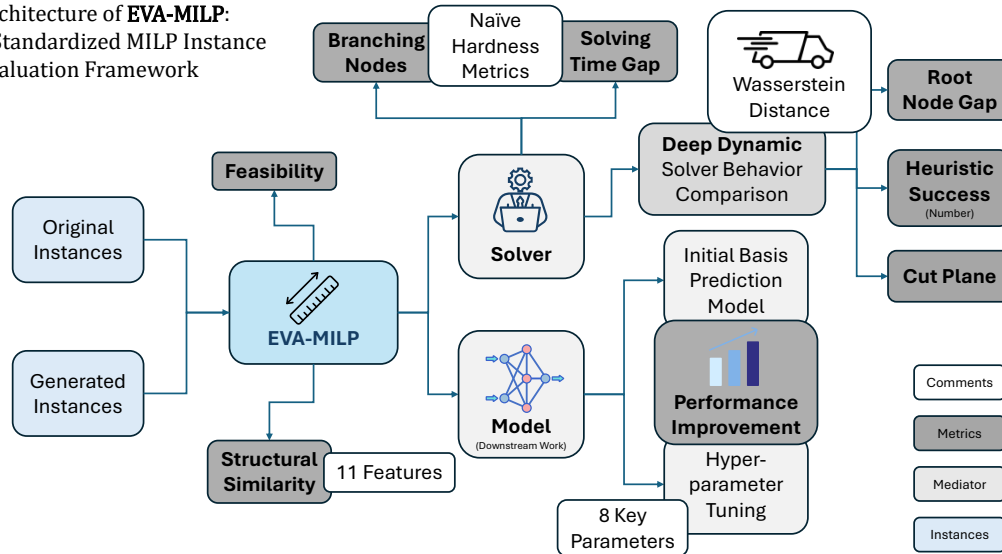 chitecture of EVA-MILP:
Standardized MILP Instance
aluation Framework
Branching
Nodes
Naïve
Hardness
Metrics
Solving
Time Gap
Wasserstein
Distance
Root
Node Gap
Feasibility
Deep Dynamic
Solver Behavior
Comparison
Heuristic
Success
(Number)
Original
Instances
Solver
EVA-MILP
Initial Basis
Prediction
Model
Cut Plane
Generated
Instances
Model
(Downstream Work)
Performance
Improvement
Structural
Similarity
11 Features
Hyper-
parameter
Tuning
8 Key
Parameters
Comments
Metrics
Mediator
Instances